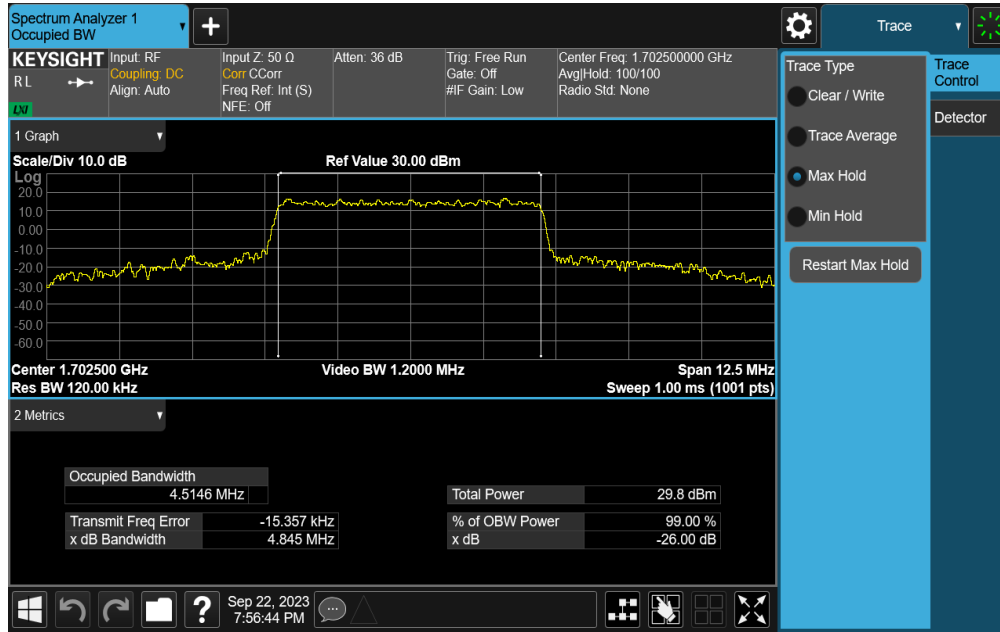 Spectrum Analyzer 1
Occupied BW
+
Trace
KEYSIGHT
R L
LXI
Input: RF
Coupling: DC
Align: Auto
Input Z: 50 Ω
Corr CCorr
Freq Ref: Int (S)
NFE: Off
Atten: 36 dB
Trig: Free Run
Gate: Off
#IF Gain: Low
Center Freq: 1.702500000 GHz
Avg|Hold: 100/100
Radio Std: None
Trace Type
Clear / Write
Trace Average
Max Hold
Min Hold
Restart Max Hold
Trace
Control
Detector
1 Graph
Scale/Div 10.0 dB
Ref Value 30.00 dBm
Log
20.0
10.0
0.00
-10.0
-20.0
-30.0
-40.0
-50.0
-60.0
Center 1.702500 GHz
Video BW 1.2000 MHz
Span 12.5 MHz
Res BW 120.00 kHz
Sweep 1.00 ms (1001 pts)
2 Metrics
Occupied Bandwidth
4.5146 MHz
Total Power 29.8 dBm
Transmit Freq Error -15.357 kHz
% of OBW Power 99.00 %
x dB Bandwidth 4.845 MHz
x dB -26.00 dB
?
Sep 22, 2023
7:56:44 PM